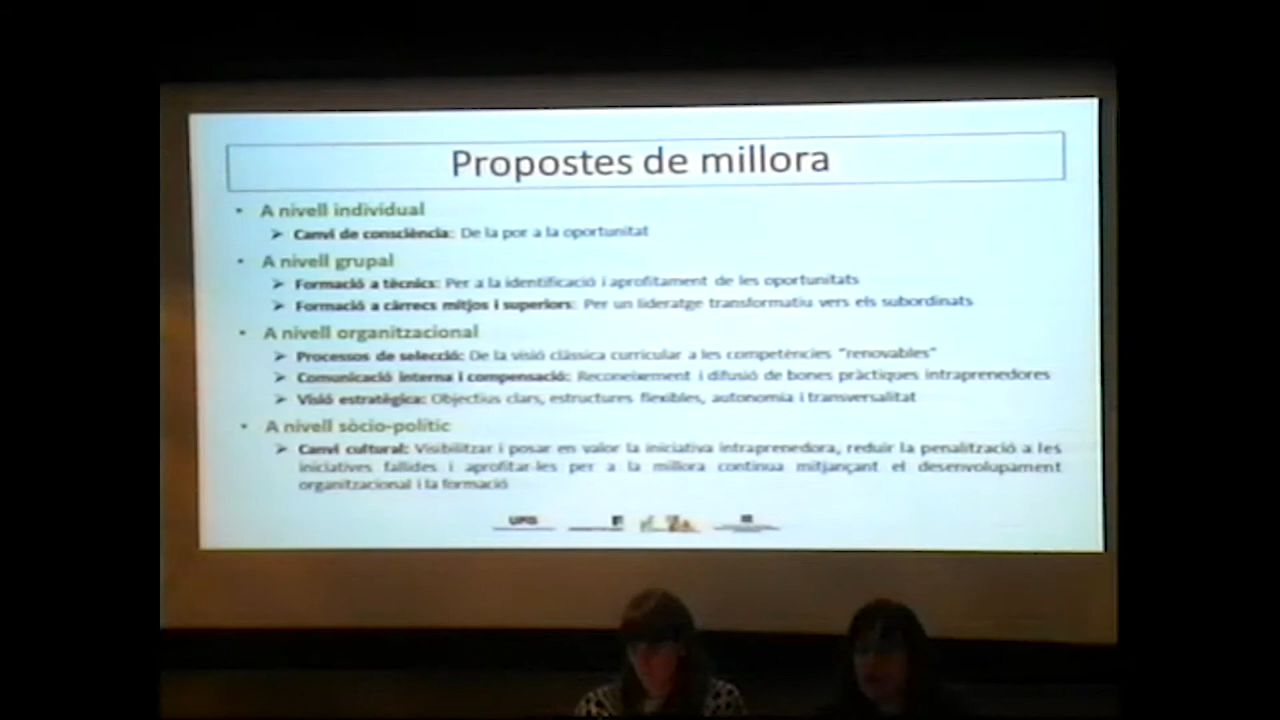 Propostes de millora
• A nivell individual
➤ Canvi de consciència: De la por a la oportunitat
• A nivell grupal
➤ Formació a tècnics: Per a la identificació i aprofitament de les oportunitats
➤ Formació a càrrecs mitjos i superiors: Per un lideratge transformatiu vers els subordinats
• A nivell organitzacional
➤ Processos de selecció: De la visió clàssica curricular a les competències "renovables"
➤ Comunicació interna i compensació: Reconeixement i difusió de bones pràctiques intraprenedores
➤ Visió estratègica: Objectius clars, estructures flexibles, autonomia i transversalitat
• A nivell sòcio-polític
➤ Canvi cultural: Visibilitzar i posar en valor la iniciativa intraprenedora, reduir la penalització a les
iniciatives fallides i aprofitar-les per a la millora contínua mitjançant el desenvolupament
organitzacional i la formació